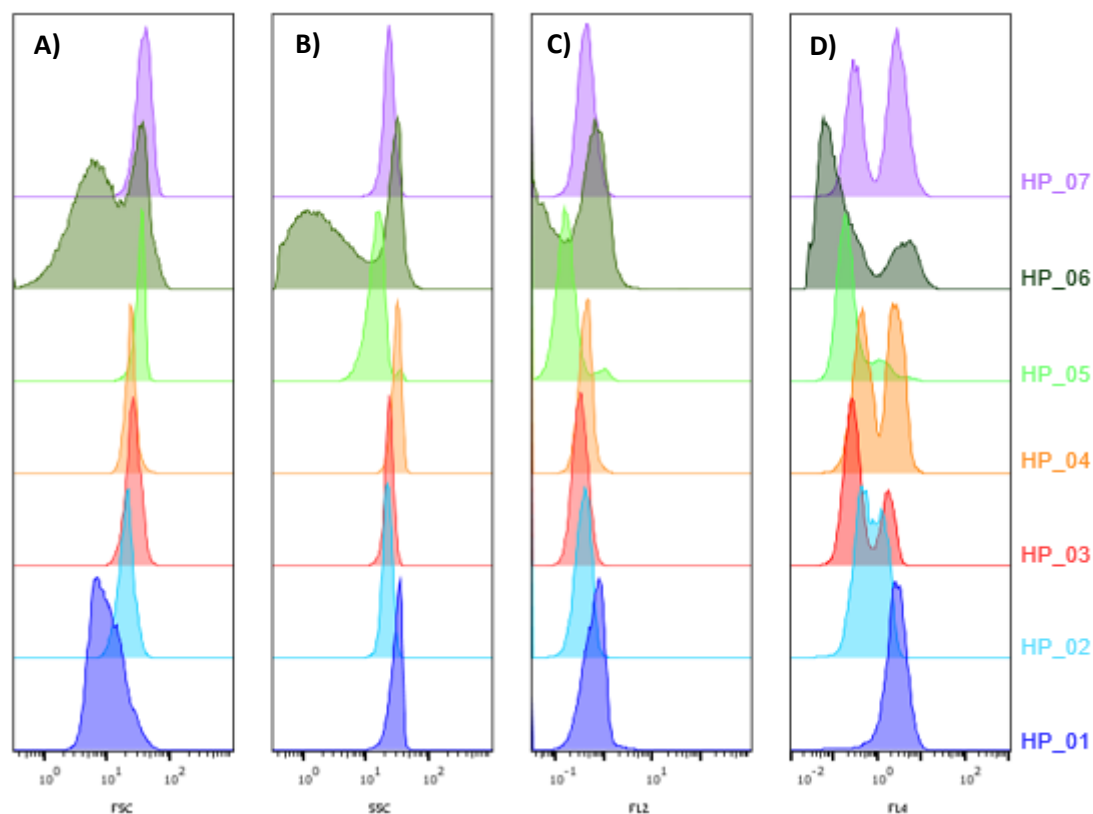 A) B) C) D)
HP_07
HP_06
HP_05
HP_04
HP_03
HP_02
HP_01
10⁰ 10¹ 10² 10⁰ 10¹ 10² 10⁻¹ 10¹ 10⁻² 10⁰ 10²
FSC SSC FL2 FL4